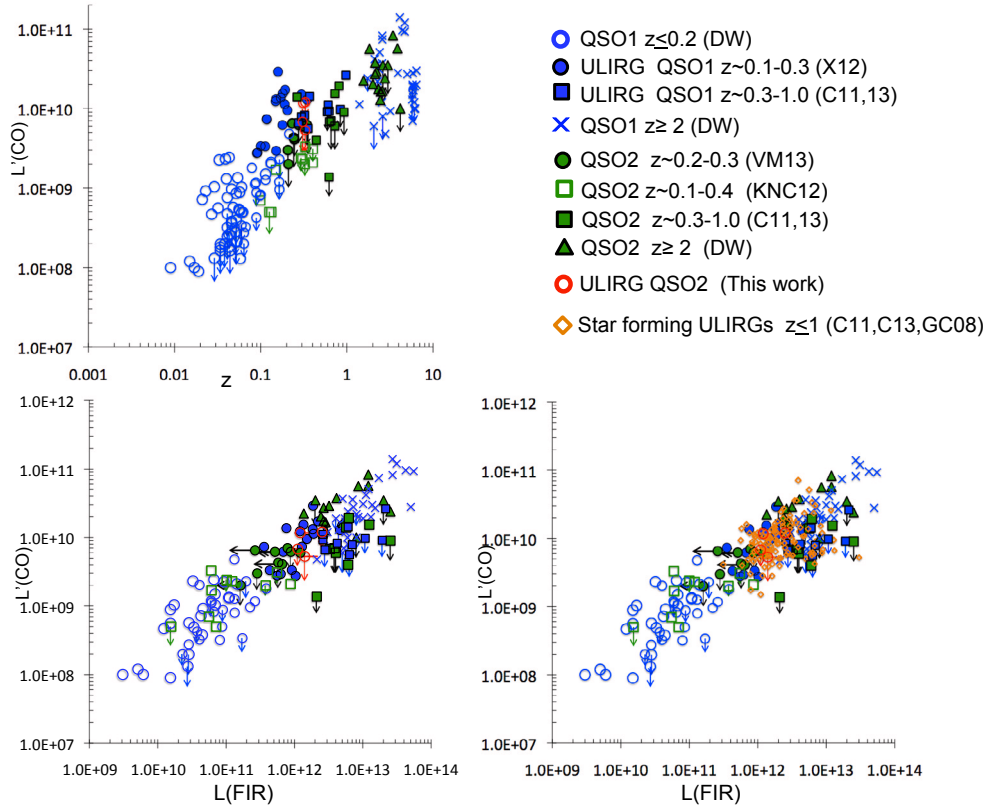 1.0E+11
1.0E+10
L'(CO)
1.0E+09
1.0E+08
1.0E+07
0.001
0.01
0.1
1
10
z
QSO1 z≤0.2 (DW)
ULIRG QSO1 z~0.1-0.3 (X12)
ULIRG QSO1 z~0.3-1.0 (C11,13)
QSO1 z≥ 2 (DW)
QSO2 z~0.2-0.3 (VM13)
QSO2 z~0.1-0.4 (KNC12)
QSO2 z~0.3-1.0 (C11,13)
QSO2 z≥ 2 (DW)
ULIRG QSO2 (This work)
Star forming ULIRGs z≤1 (C11,C13,GC08)
1.0E+12
1.0E+11
1.0E+10
L'(CO)
1.0E+09
1.0E+08
1.0E+07
1.0E+09
1.0E+10
1.0E+11
1.0E+12
1.0E+13
1.0E+14
L(FIR)
1.0E+12
1.0E+11
1.0E+10
L'(CO)
1.0E+09
1.0E+08
1.0E+07
1.0E+09
1.0E+10
1.0E+11
1.0E+12
1.0E+13
1.0E+14
L(FIR)